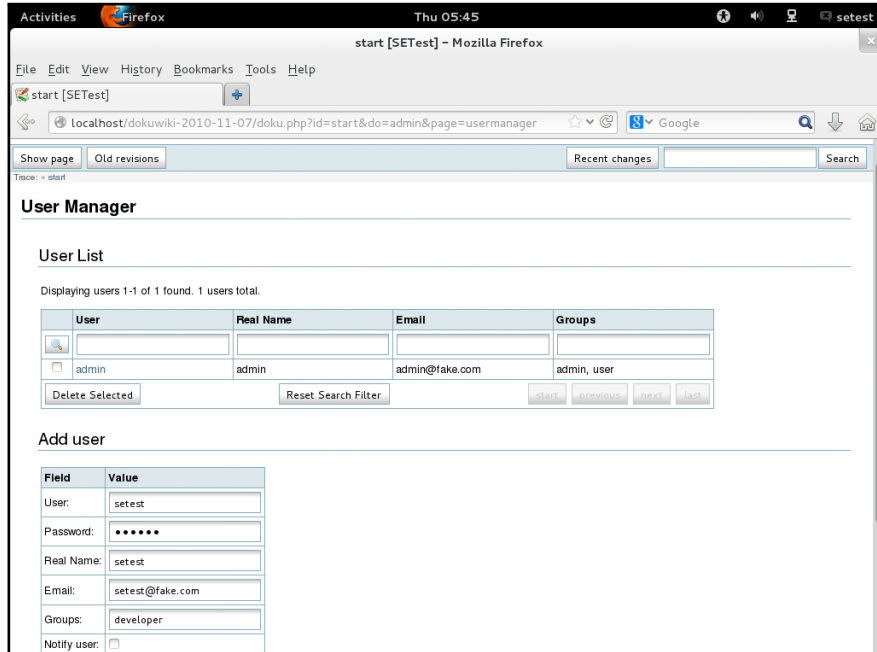 Activities Firefox Thu 05:45 setest
start [SETest] - Mozilla Firefox
File Edit View History Bookmarks Tools Help
start [SETest]
localhost/dokuwiki-2010-11-07/doku.php?id=start&do=admin&page=usermanager Google
Show page Old revisions Recent changes Search
Trace: » start
User Manager
User List
Displaying users 1-1 of 1 found. 1 users total.
User Real Name Email Groups
admin admin admin@fake.com admin, user
Delete Selected Reset Search Filter start previous next last
Add user
Field Value
User: setest
Password: ••••••
Real Name: setest
Email: setest@fake.com
Groups: developer
Notify user: